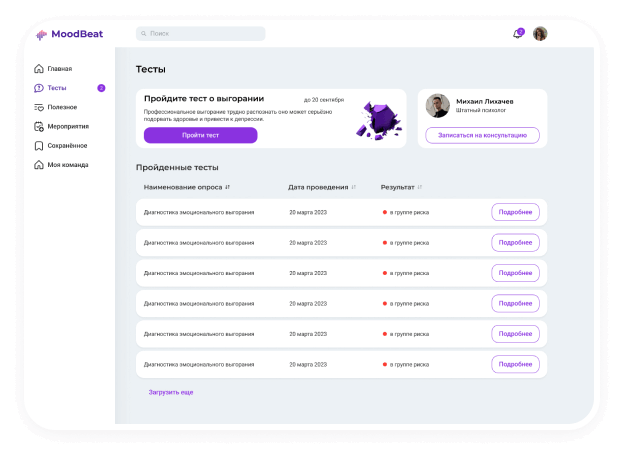 MoodBeat
Поиск
2
Главная
Тесты
2
Полезное
Мероприятия
Сохранённое
Моя команда
Тесты
Пройдите тест о выгорании
до 20 сентября
Профессиональное выгорание трудно распознать оно может серьёзно
подорвать здоровье и привести к депрессии.
Пройти тест
Михаил Лихачев
Штатный психолог
Записаться на консультацию
Пройденные тесты
Наименование опроса Дата проведения Результат
Диагностика эмоционального выгорания 20 марта 2023 в группе риска Подробнее
Диагностика эмоционального выгорания 20 марта 2023 в группе риска Подробнее
Диагностика эмоционального выгорания 20 марта 2023 в группе риска Подробнее
Диагностика эмоционального выгорания 20 марта 2023 в группе риска Подробнее
Диагностика эмоционального выгорания 20 марта 2023 в группе риска Подробнее
Диагностика эмоционального выгорания 20 марта 2023 в группе риска Подробнее
Загрузить еще